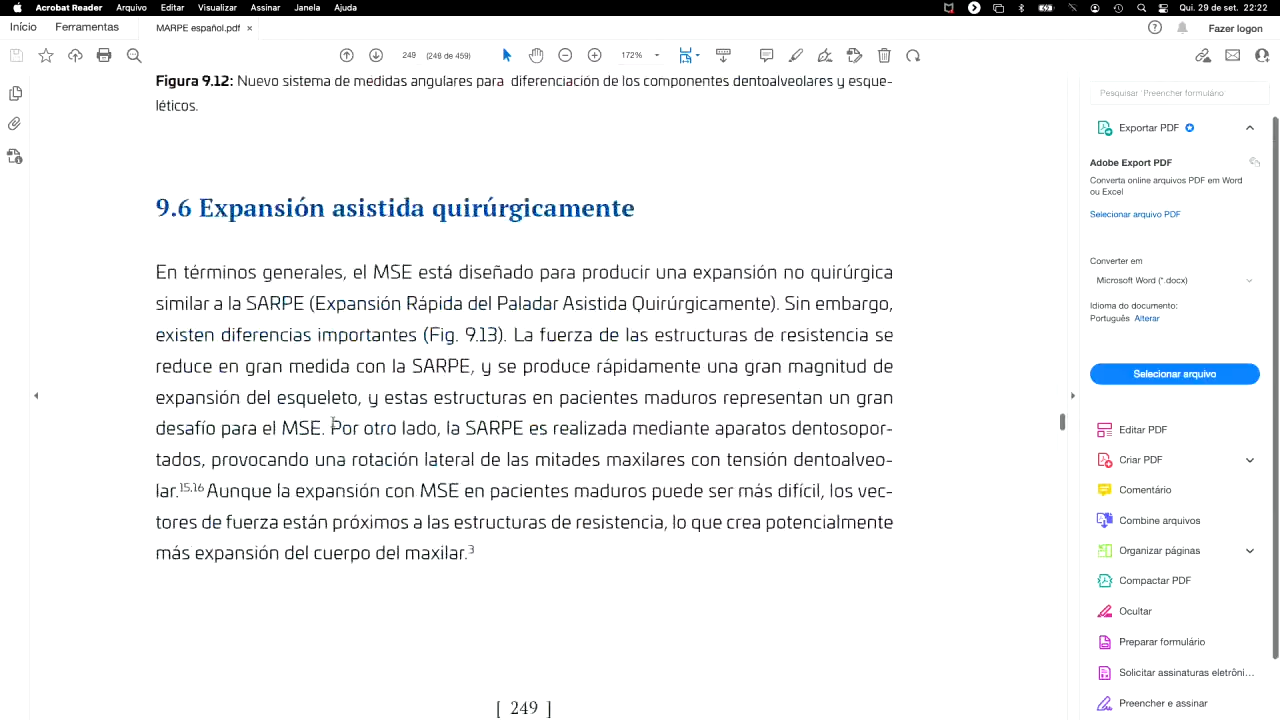 Acrobat Reader Arquivo Editar Visualizar Assinar Janela Ajuda Qui. 29 de set. 22:22
Início Ferramentas MARPE español.pdf × Fazer logon
249 (248 de 459) 172%
Figura 9.12: Nuevo sistema de medidas angulares para diferenciación de los componentes dentoalveolares y esque-
léticos.
9.6 Expansión asistida quirúrgicamente
En términos generales, el MSE está diseñado para producir una expansión no quirúrgica
similar a la SARPE (Expansión Rápida del Paladar Asistida Quirúrgicamente). Sin embargo,
existen diferencias importantes (Fig. 9.13). La fuerza de las estructuras de resistencia se
reduce en gran medida con la SARPE, y se produce rápidamente una gran magnitud de
expansión del esqueleto, y estas estructuras en pacientes maduros representan un gran
desafío para el MSE. Por otro lado, la SARPE es realizada mediante aparatos dentosopor-
tados, provocando una rotación lateral de las mitades maxilares con tensión dentoalveo-
lar.15,16 Aunque la expansión con MSE en pacientes maduros puede ser más difícil, los vec-
tores de fuerza están próximos a las estructuras de resistencia, lo que crea potencialmente
más expansión del cuerpo del maxilar.3
[ 249 ]
Pesquisar 'Preencher formulário'
Exportar PDF
Adobe Export PDF
Converta online arquivos PDF em Word
ou Excel
Selecionar arquivo PDF
Converter em
Microsoft Word (*.docx)
Idioma do documento:
Português Alterar
Selecionar arquivo
Editar PDF
Criar PDF
Comentário
Combine arquivos
Organizar páginas
Compactar PDF
Ocultar
Preparar formulário
Solicitar assinaturas eletrôni...
Preencher e assinar